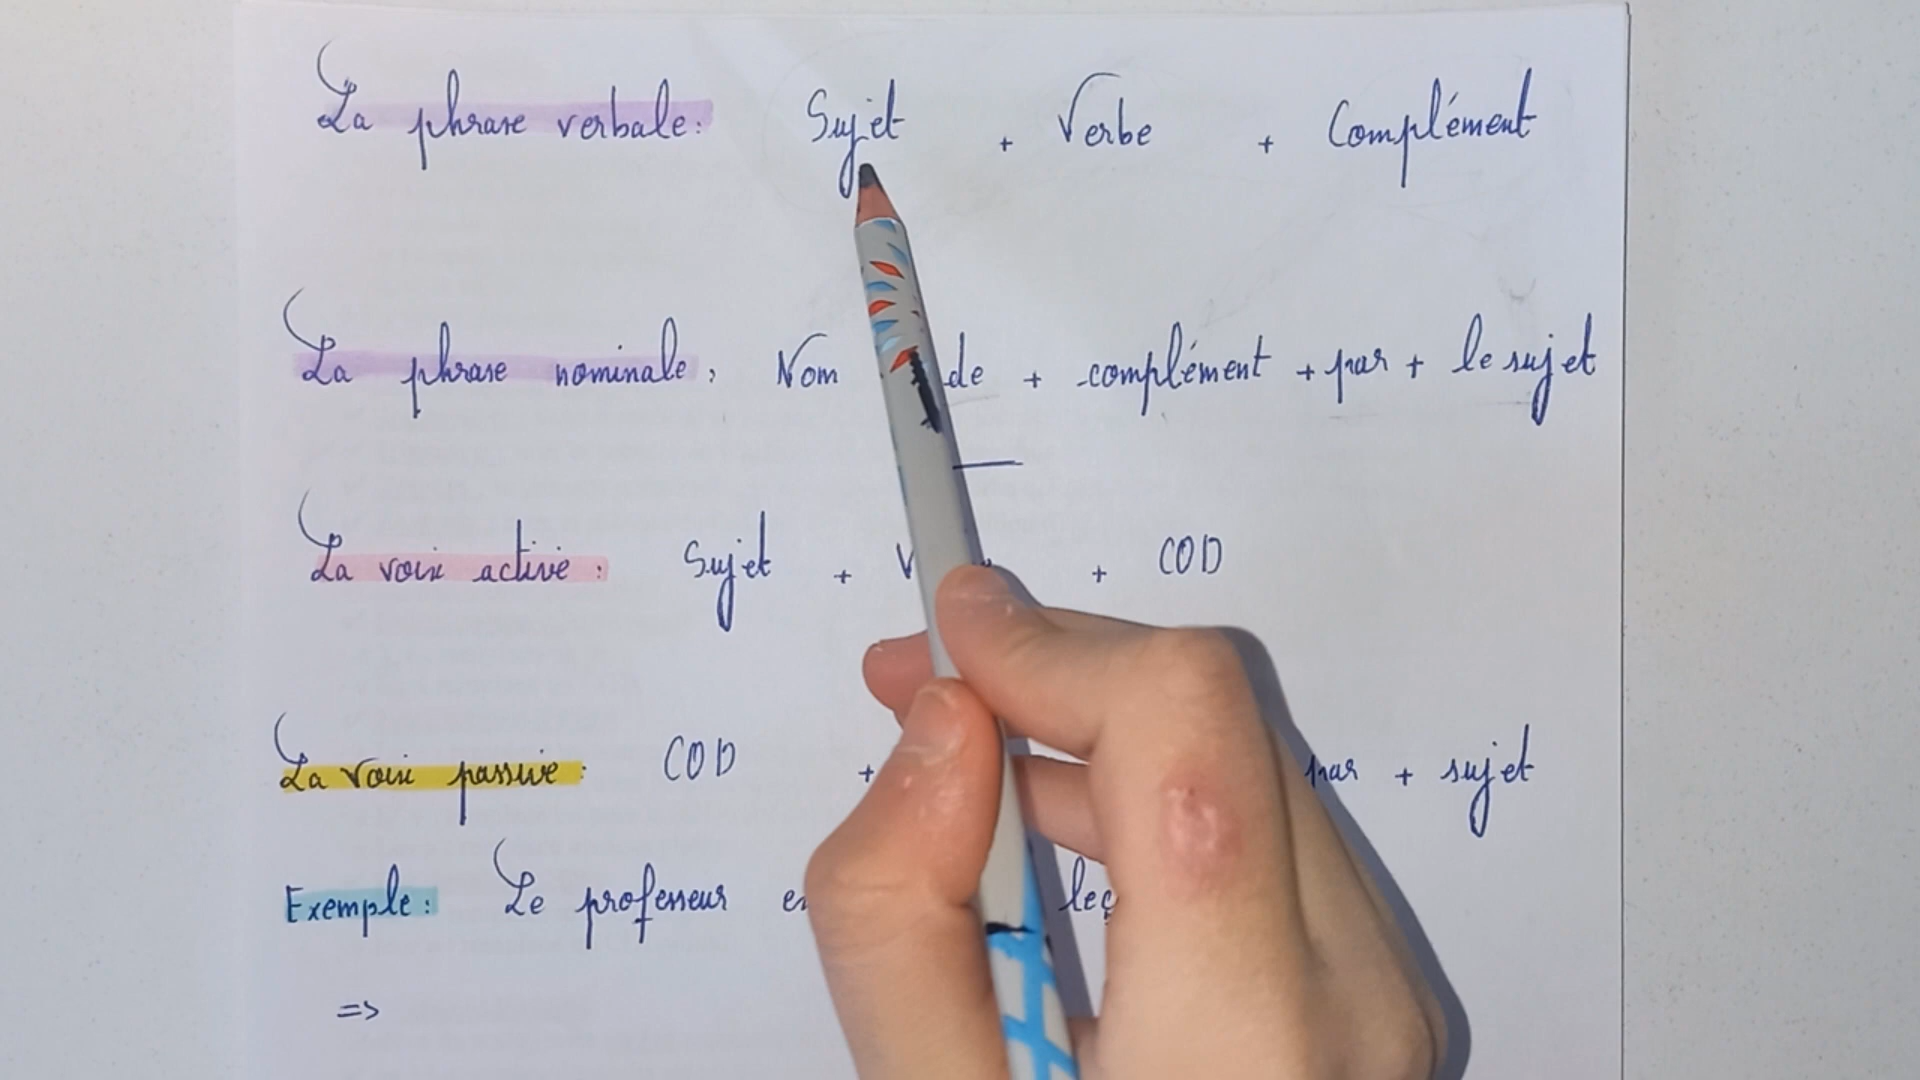 La phrase verbale: Sujet + Verbe + Complément
La phrase nominale: Nom de + complément + par + le sujet
La voix active: Sujet + V + COD
La voix passive: COD + par + sujet
Exemple: Le professeur
=>